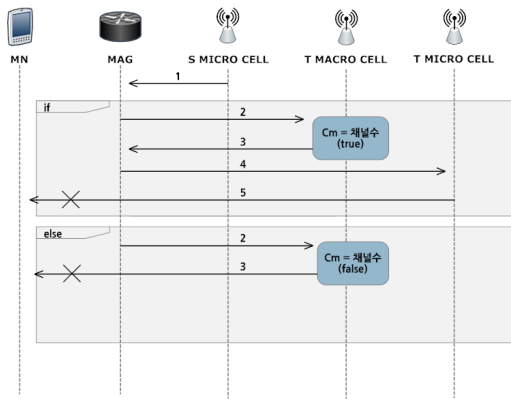 MN MAG S MICRO CELL T MACRO CELL T MICRO CELL
1
if
2
Cm = 채널수
(true)
3
4
5
else
2
Cm = 채널수
(false)
3